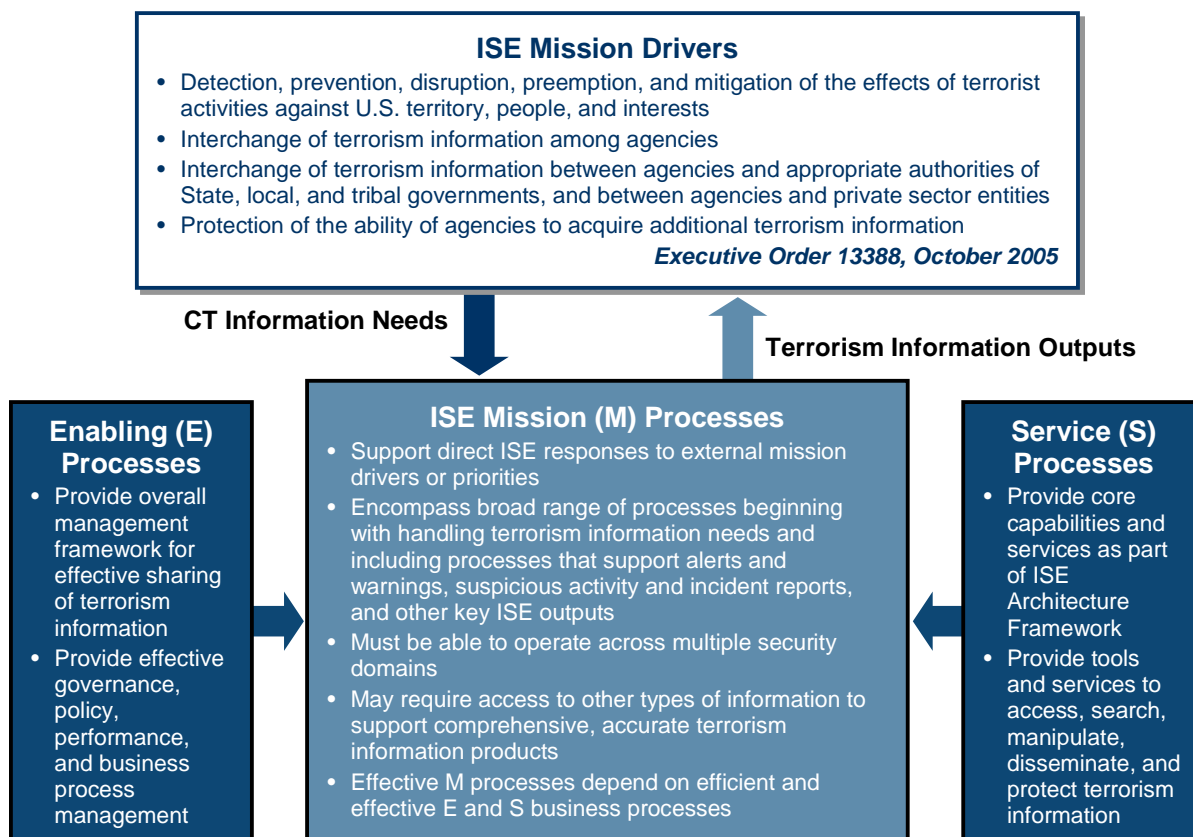 ISE Mission Drivers
• Detection, prevention, disruption, preemption, and mitigation of the effects of terrorist
activities against U.S. territory, people, and interests
• Interchange of terrorism information among agencies
• Interchange of terrorism information between agencies and appropriate authorities of
State, local, and tribal governments, and between agencies and private sector entities
• Protection of the ability of agencies to acquire additional terrorism information
Executive Order 13388, October 2005
CT Information Needs
Terrorism Information Outputs
Enabling (E)
Processes
• Provide overall
management
framework for
effective sharing
of terrorism
information
• Provide effective
governance,
policy,
performance,
and business
process
management
ISE Mission (M) Processes
• Support direct ISE responses to external mission
drivers or priorities
• Encompass broad range of processes beginning
with handling terrorism information needs and
including processes that support alerts and
warnings, suspicious activity and incident reports,
and other key ISE outputs
• Must be able to operate across multiple security
domains
• May require access to other types of information to
support comprehensive, accurate terrorism
information products
• Effective M processes depend on efficient and
effective E and S business processes
Service (S)
Processes
• Provide core
capabilities and
services as part
of ISE
Architecture
Framework
• Provide tools
and services to
access, search,
manipulate,
disseminate, and
protect terrorism
information